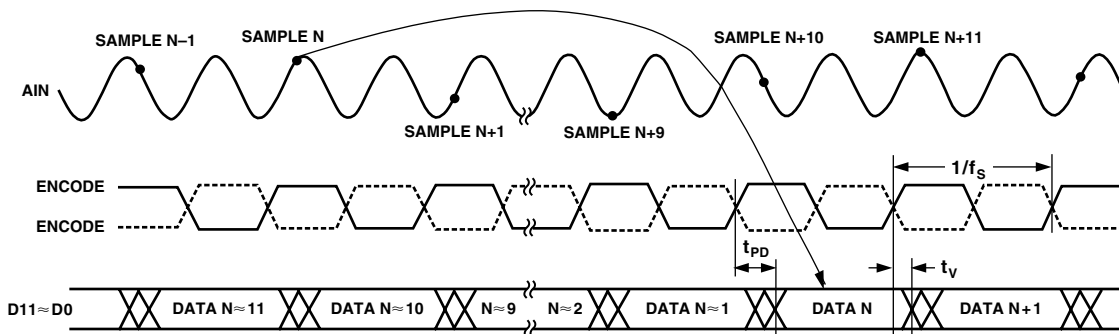 SAMPLE N–1
SAMPLE N
SAMPLE N+10
SAMPLE N+11
AIN
SAMPLE N+1
SAMPLE N+9
ENCODE
ENCODE
1/fS
tPD
tV
D11≈D0
DATA N≈11
DATA N≈10
N≈9
N≈2
DATA N≈1
DATA N
DATA N+1